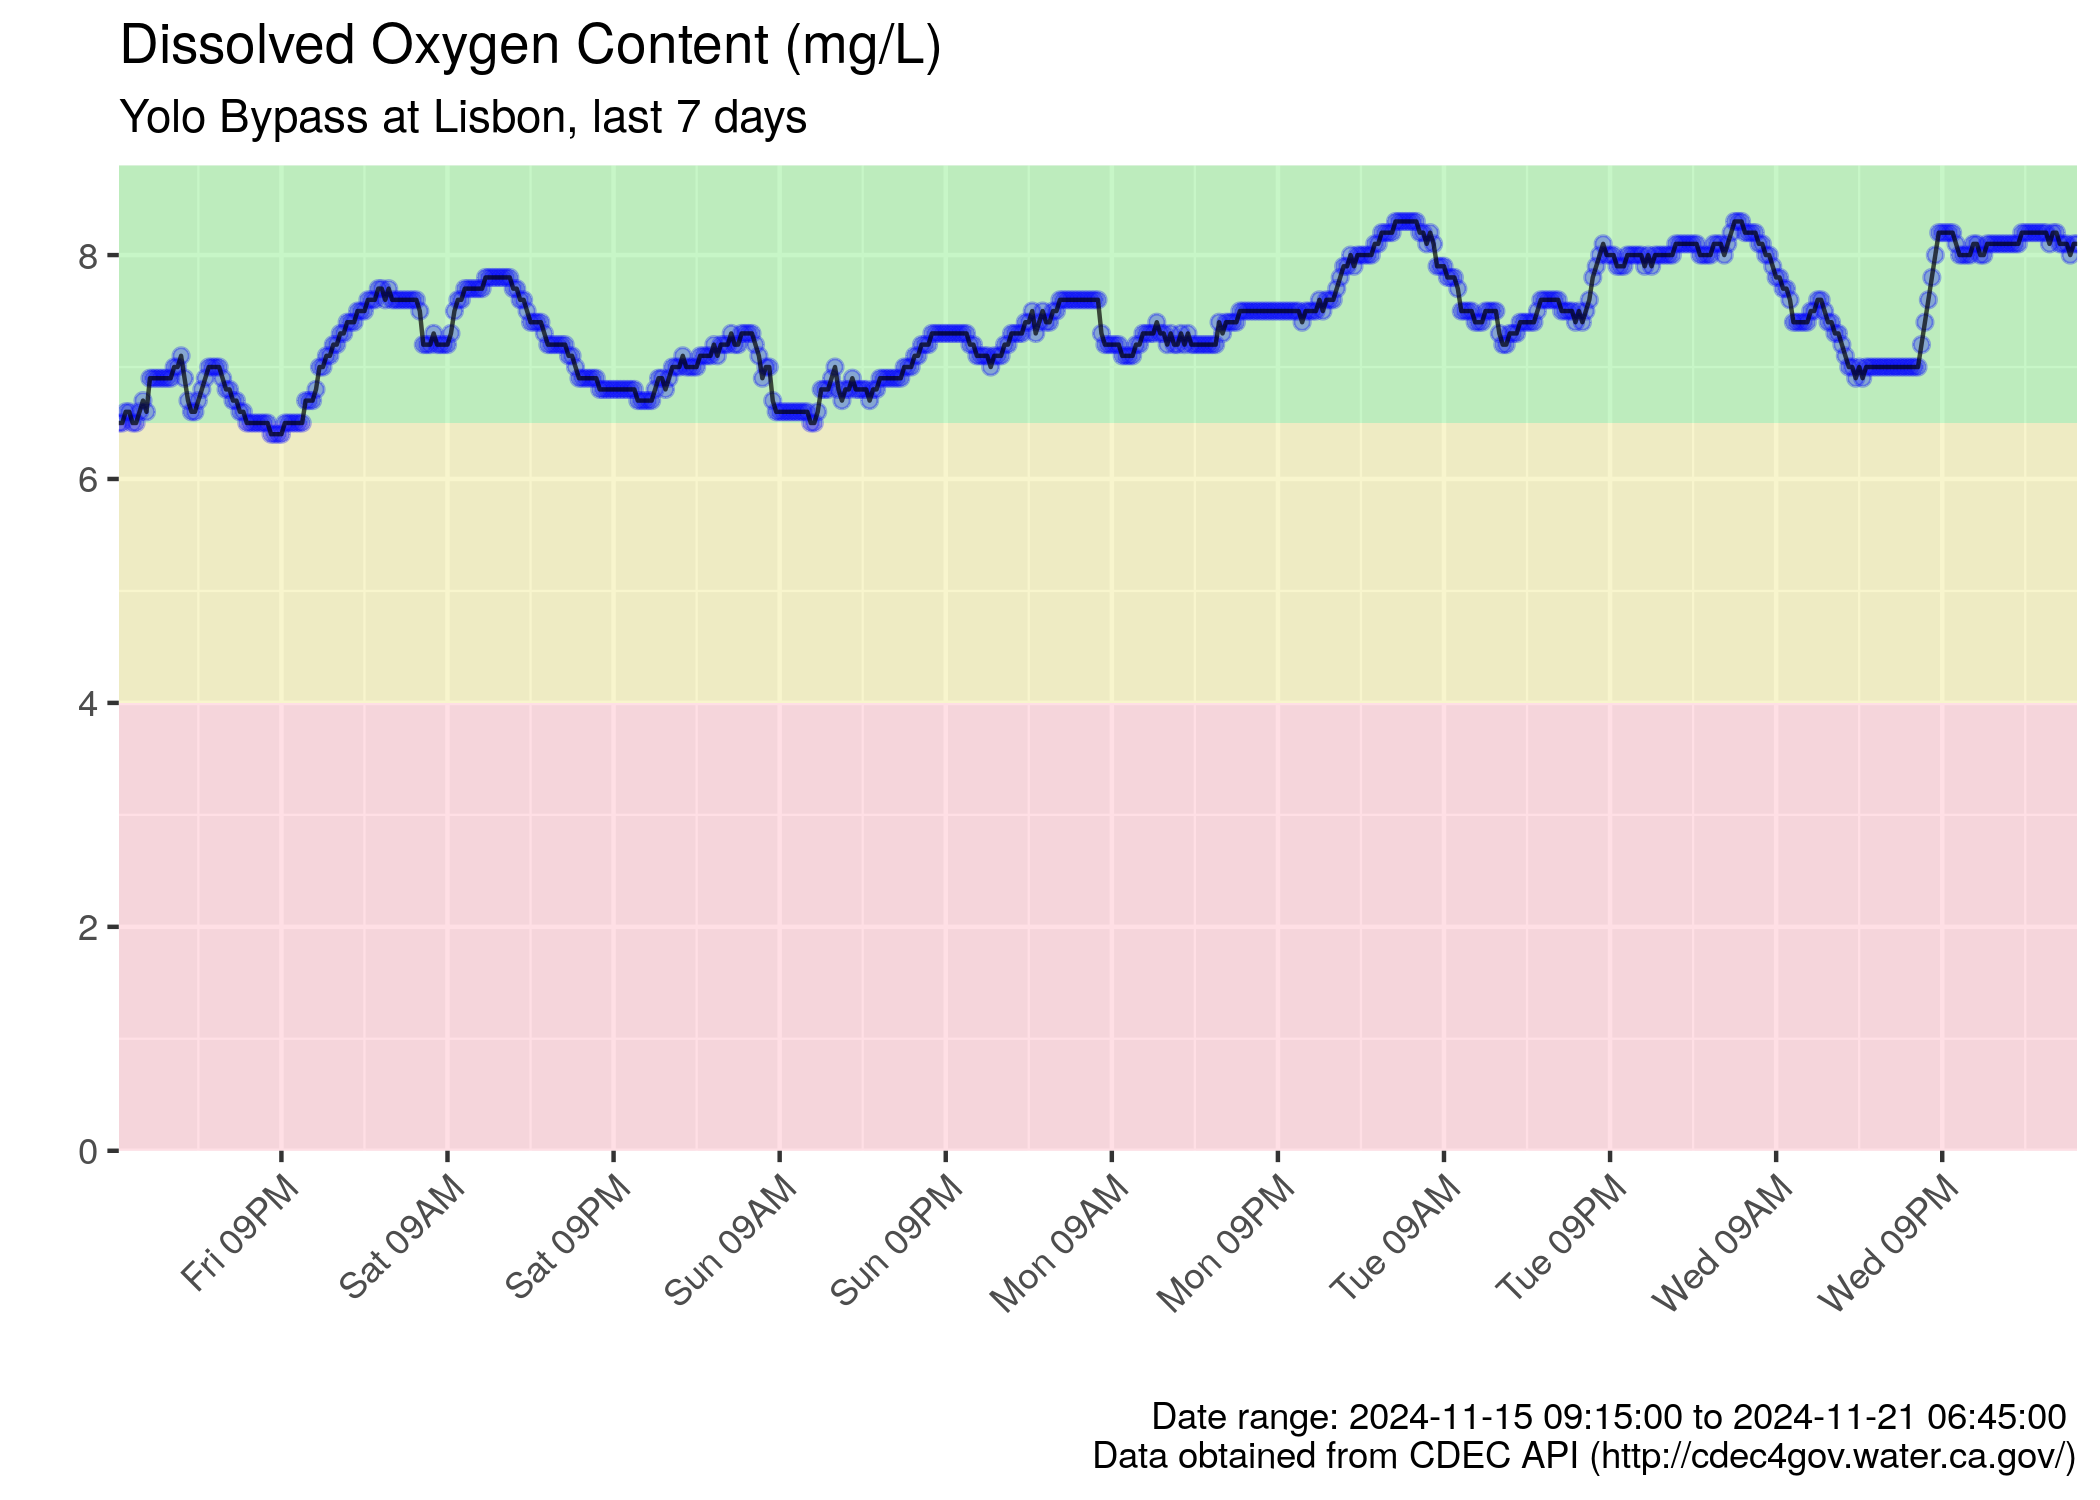 Dissolved Oxygen Content (mg/L)
Yolo Bypass at Lisbon, last 7 days
8
6
4
2
0
Fri 09PM
Sat 09AM
Sat 09PM
Sun 09AM
Sun 09PM
Mon 09AM
Mon 09PM
Tue 09AM
Tue 09PM
Wed 09AM
Wed 09PM
Date range: 2024-11-15 09:15:00 to 2024-11-21 06:45:00
Data obtained from CDEC API (http://cdec4gov.water.ca.gov/)